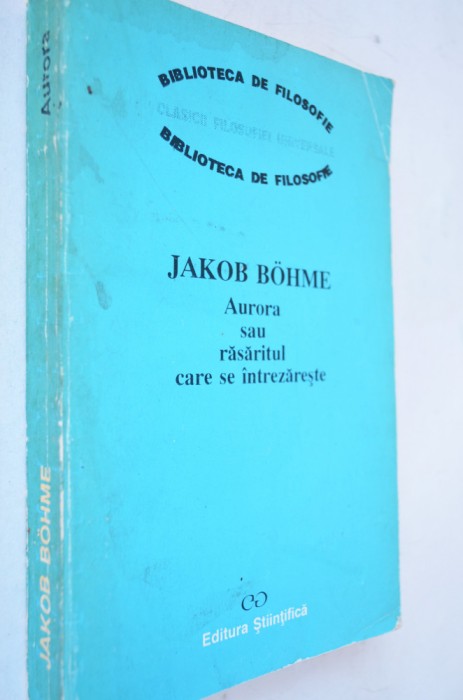 BIBLIOTECA DE FILOSOFIE
CLASICII FILOSOFIEI UNIVERSALE
BIBLIOTECA DE FILOSOFIE
JAKOB BÖHME
Aurora
sau
răsăritul
care se întrezărește
Editura Științifică
JAKOB BÖHME
Aurora